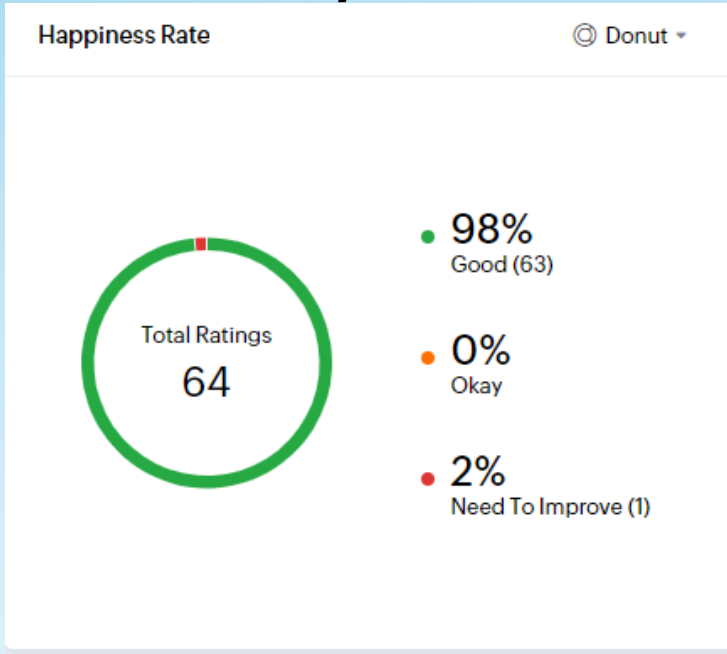 Happiness Rate
Donut
Total Ratings
64
98%
Good (63)
0%
Okay
2%
Need To Improve (1)